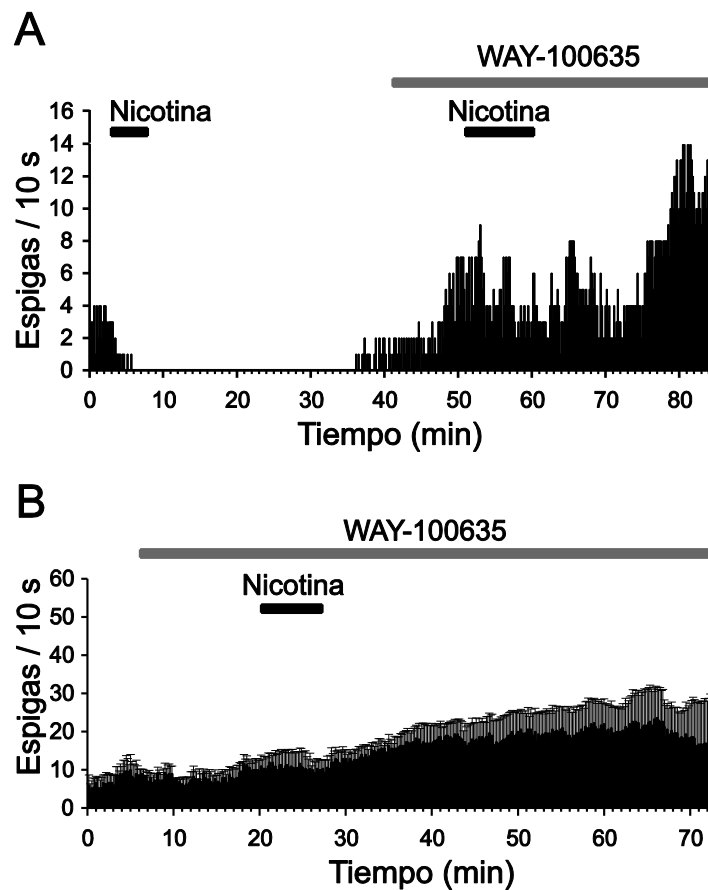 A
WAY-100635
Nicotina
Nicotina
16
14
12
10
8
6
4
2
0
Espigas / 10 s
0 10 20 30 40 50 60 70 80
Tiempo (min)
B
WAY-100635
Nicotina
60
50
40
30
20
10
0
Espigas / 10 s
0 10 20 30 40 50 60 70
Tiempo (min)